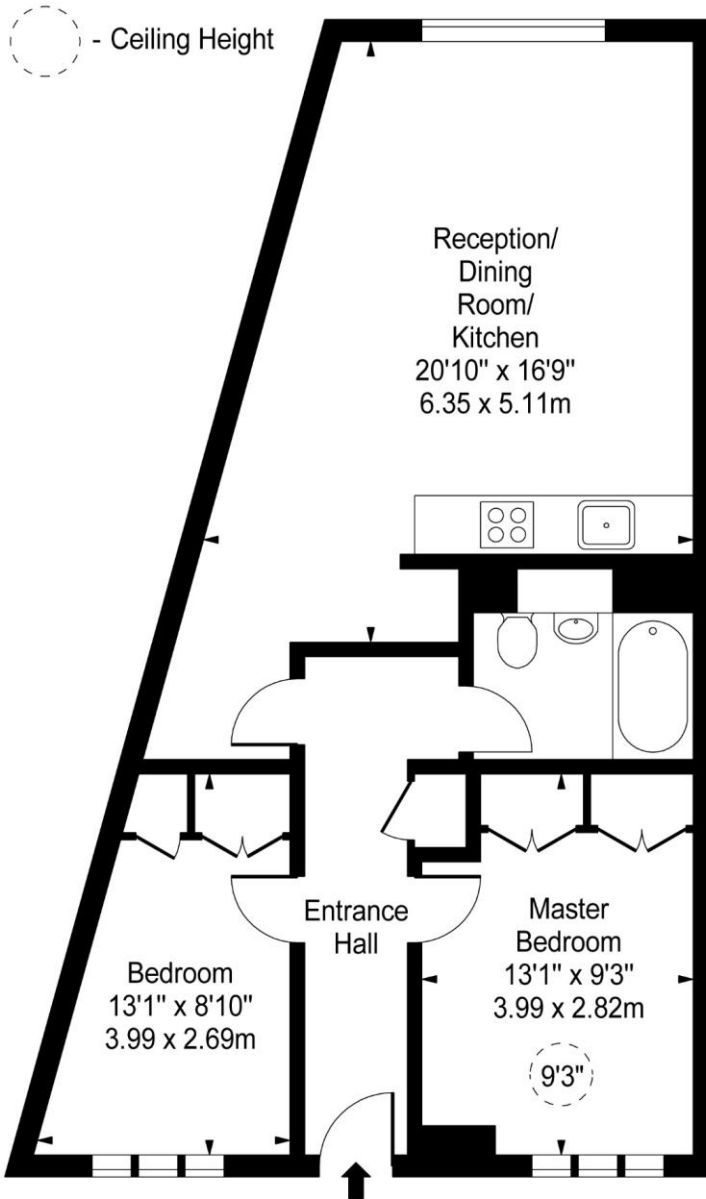 - Ceiling Height
Reception/
Dining
Room/
Kitchen
20'10" x 16'9"
6.35 x 5.11m
Entrance
Hall
Master
Bedroom
13'1" x 9'3"
3.99 x 2.82m
9'3"
Bedroom
13'1" x 8'10"
3.99 x 2.69m